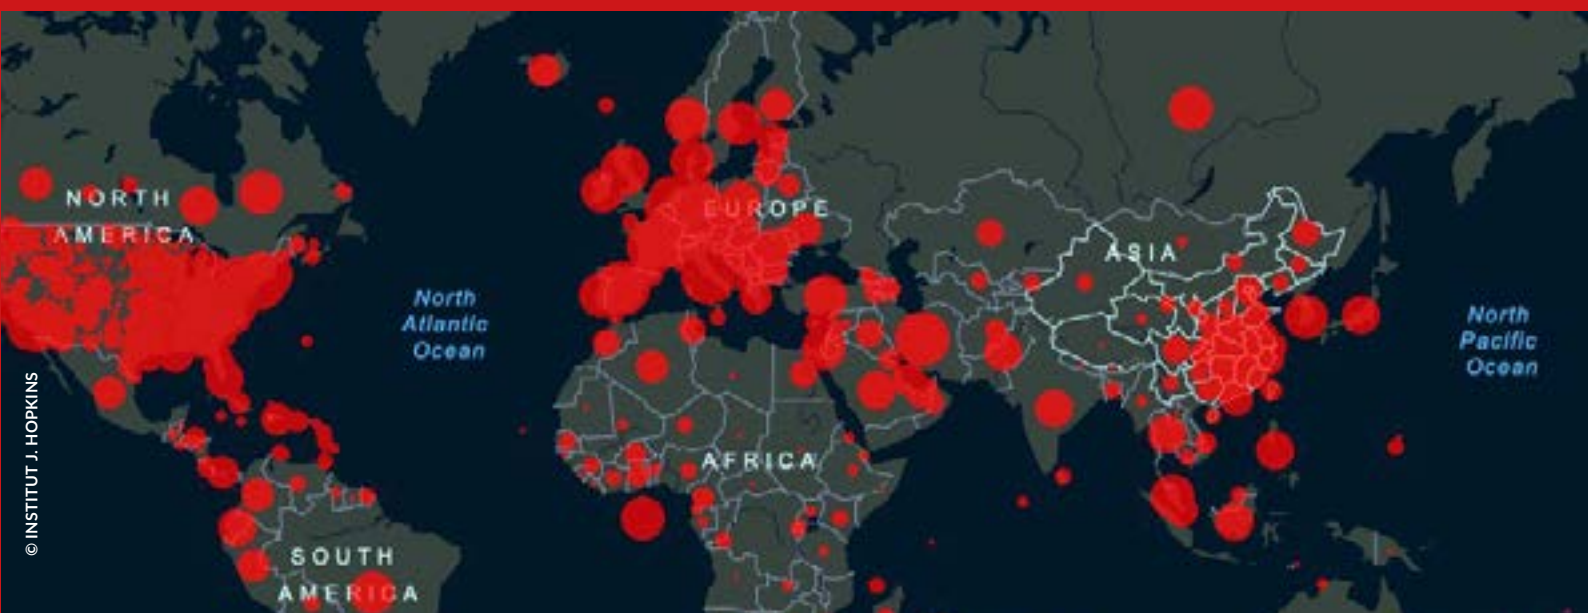 NORTH
AMERICA
EUROPE
ASIA
North
Atlantic
Ocean
North
Pacific
Ocean
AFRICA
SOUTH
AMERICA
© INSTITUT J. HOPKINS